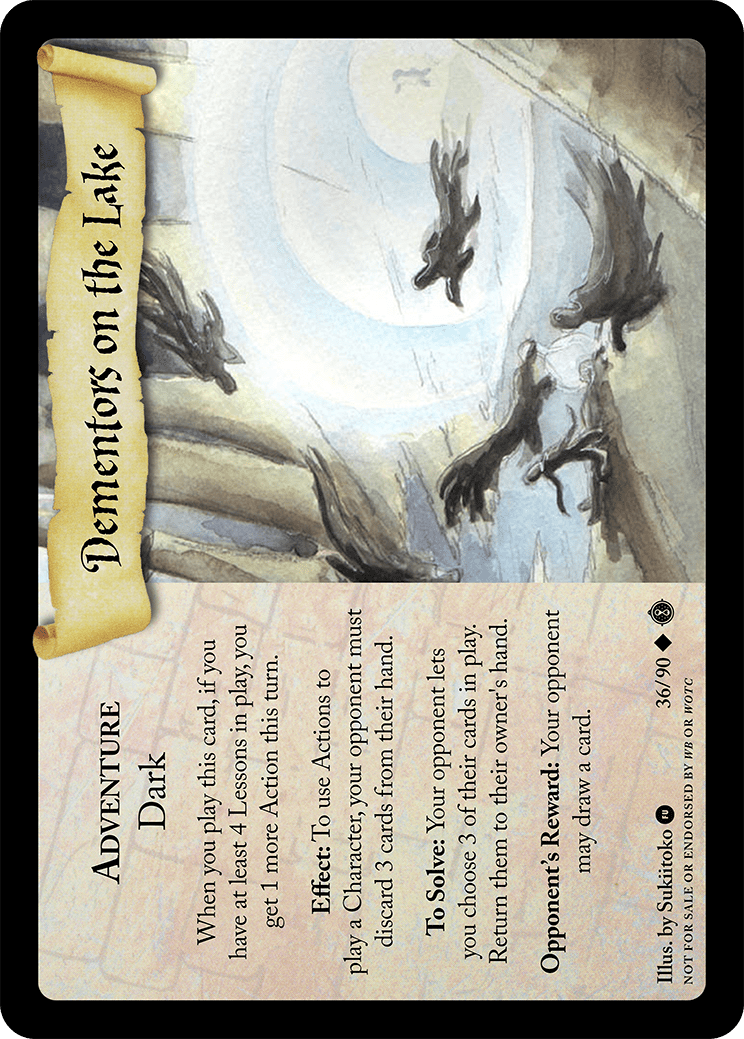 Dementors on the Lake
ADVENTURE
Dark
When you play this card, if you
have at least 4 Lessons in play, you
get 1 more Action this turn.
Effect: To use Actions to
play a Character, your opponent must
discard 3 cards from their hand.
To Solve: Your opponent lets
you choose 3 of their cards in play.
Return them to their owner's hand.
Opponent's Reward: Your opponent
may draw a card.
Illus. by Sukiitoko FU 36/90
NOT FOR SALE OR ENDORSED BY WB OR WOTC